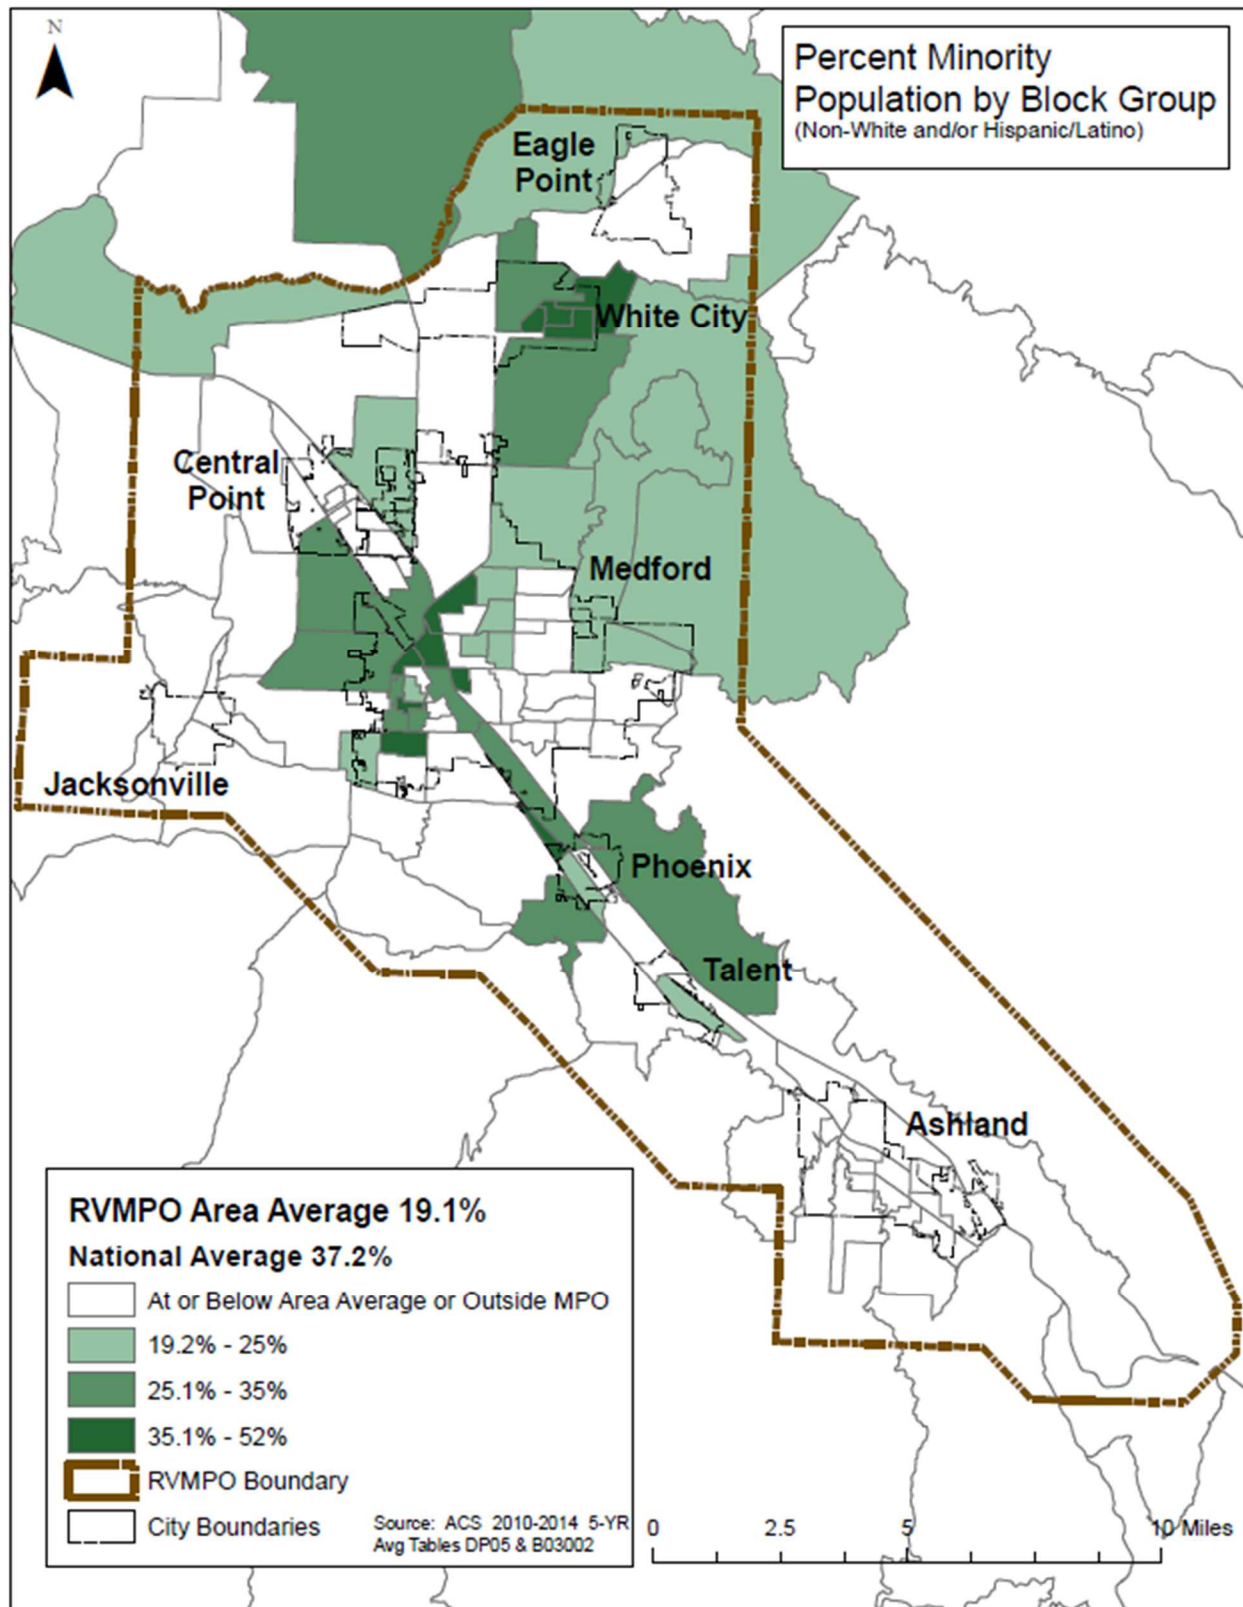 N
Percent Minority
Population by Block Group
(Non-White and/or Hispanic/Latino)
Eagle
Point
White City
Central
Point
Medford
Jacksonville
Phoenix
Talent
Ashland
RVMPO Area Average 19.1%
National Average 37.2%
At or Below Area Average or Outside MPO
19.2% - 25%
25.1% - 35%
35.1% - 52%
RVMPO Boundary
City Boundaries
Source: ACS 2010-2014 5-YR
Avg Tables DP05 & B03002
0 2.5 5 10 Miles